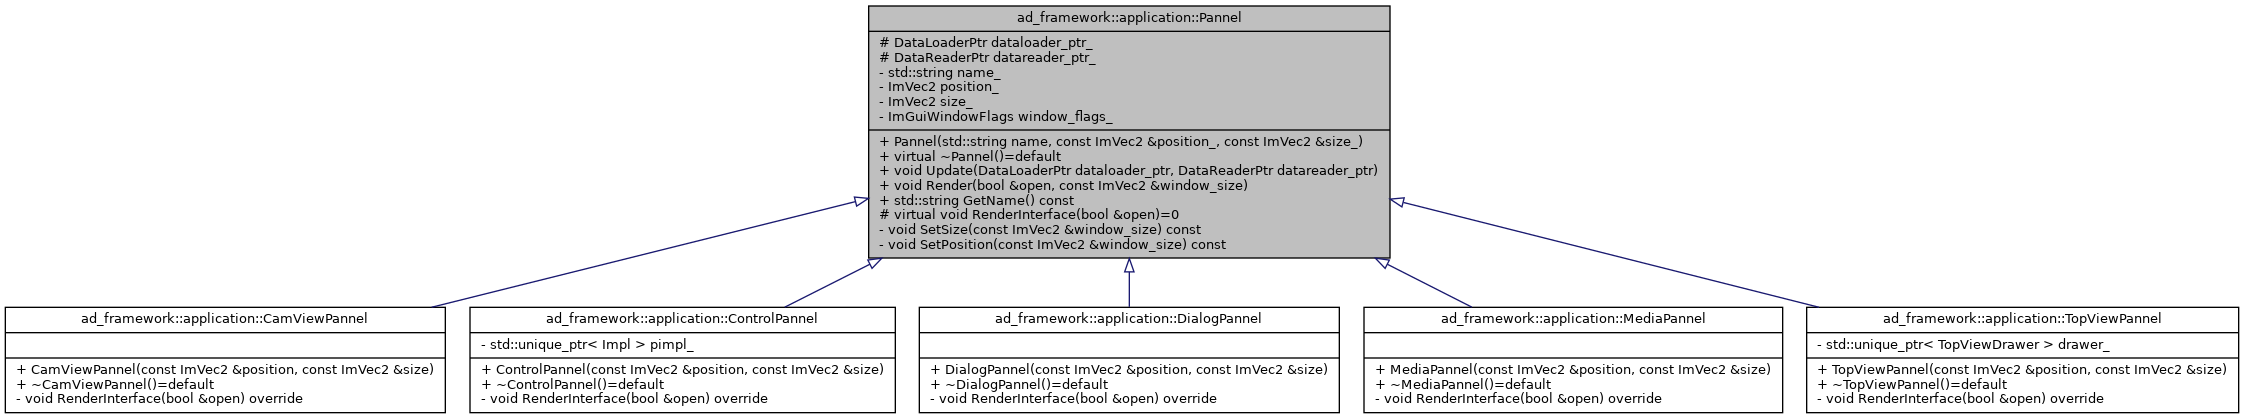 ad_framework::application::Pannel
# DataLoaderPtr dataloader_ptr_
# DataReaderPtr datareader_ptr_
- std::string name_
- ImVec2 position_
- ImVec2 size_
- ImGuiWindowFlags window_flags_
+ Pannel(std::string name, const ImVec2 &position_, const ImVec2 &size_)
+ virtual ~Pannel()=default
+ void Update(DataLoaderPtr dataloader_ptr, DataReaderPtr datareader_ptr)
+ void Render(bool &open, const ImVec2 &window_size)
+ std::string GetName() const
# virtual void RenderInterface(bool &open)=0
- void SetSize(const ImVec2 &window_size) const
- void SetPosition(const ImVec2 &window_size) const
ad_framework::application::CamViewPannel
+ CamViewPannel(const ImVec2 &position, const ImVec2 &size)
+ ~CamViewPannel()=default
- void RenderInterface(bool &open) override
ad_framework::application::ControlPannel
- std::unique_ptr< Impl > pimpl_
+ ControlPannel(const ImVec2 &position, const ImVec2 &size)
+ ~ControlPannel()=default
- void RenderInterface(bool &open) override
ad_framework::application::DialogPannel
+ DialogPannel(const ImVec2 &position, const ImVec2 &size)
+ ~DialogPannel()=default
- void RenderInterface(bool &open) override
ad_framework::application::MediaPannel
+ MediaPannel(const ImVec2 &position, const ImVec2 &size)
+ ~MediaPannel()=default
- void RenderInterface(bool &open) override
ad_framework::application::TopViewPannel
- std::unique_ptr< TopViewDrawer > drawer_
+ TopViewPannel(const ImVec2 &position, const ImVec2 &size)
+ ~TopViewPannel()=default
- void RenderInterface(bool &open) override